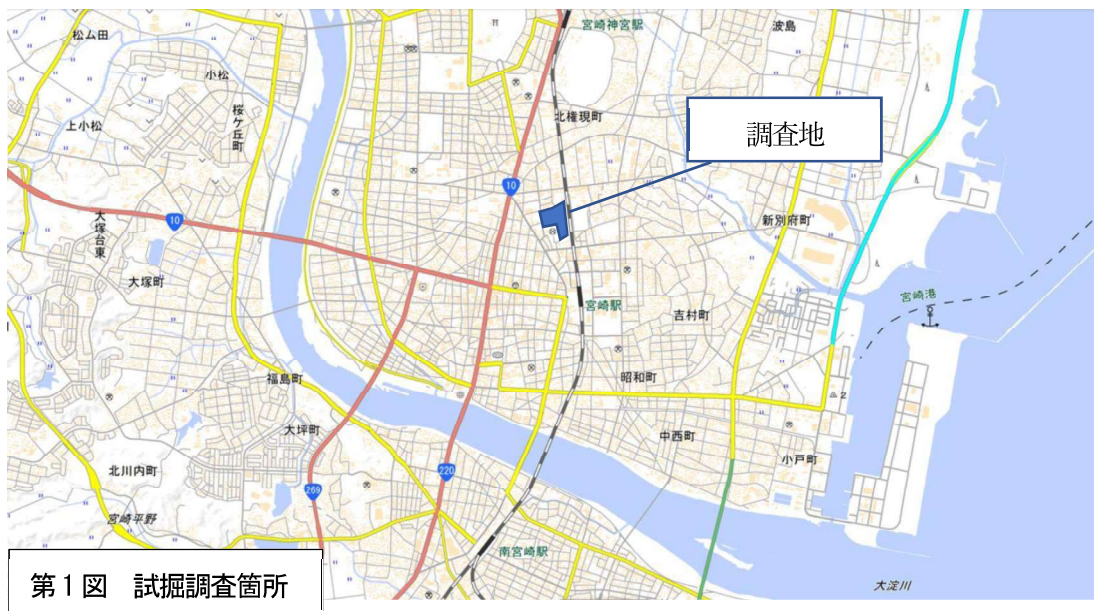 宮崎神宮駅
波島
松ム田
小松
桜ケ丘町
上小松
北権現町
調査地
10
10
大塚台東
新別府町
大塚町
宮崎港
宮崎駅
吉村町
昭和町
福島町
2
大坪町
中西町
小戸町
北川内町
220
269
宮崎平野
南宮崎駅
第1図 試掘調査箇所
大淀川